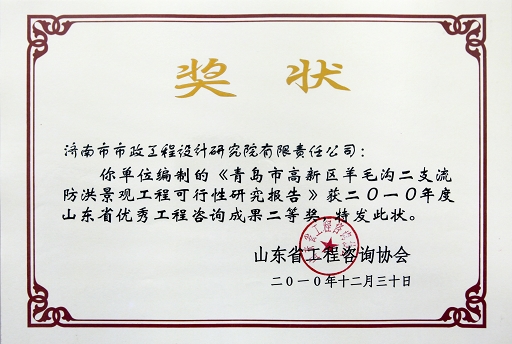 奖状
济南市市政工程设计研究院有限责任公司：
你单位编制的《青岛市高新区羊毛沟二支流
防洪景观工程可行性研究报告》获二〇一〇年度
山东省优秀工程咨询成果二等奖，特发此状。
山东省工程咨询协会
二〇一〇年十二月三十日